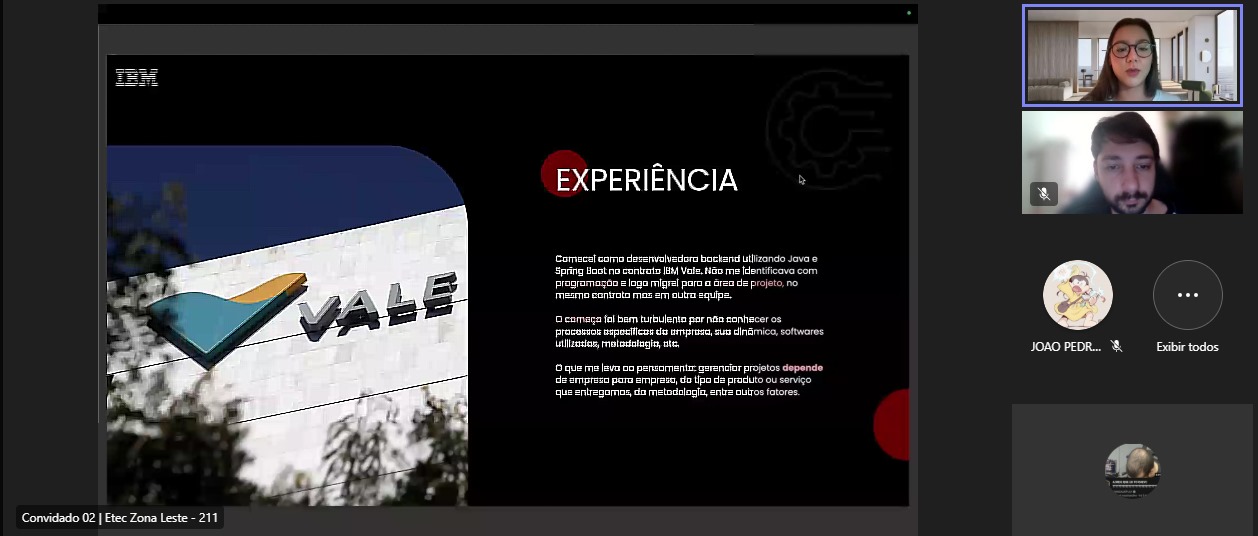 IBM
EXPERIÊNCIA
VALE
Comecei como desenvolvedora backend utilizando Java e
Spring Boot no contrato IBM Vale. Não me identificava com
programação e logo migrei para a área de projeto, no
mesmo contrato mas em outra equipe.
O começo foi bem turbulento por não conhecer os
processos específicos da empresa, sua dinâmica, softwares
utilizados, metodologia, etc.
O que me leva ao pensamento: gerenciar projetos depende
de empresa para empresa, do tipo de produto ou serviço
que entregamos, da metodologia, entre outros fatores.
JOAO PEDR...
Exibir todos
Convidado 02 | Etec Zona Leste - 211